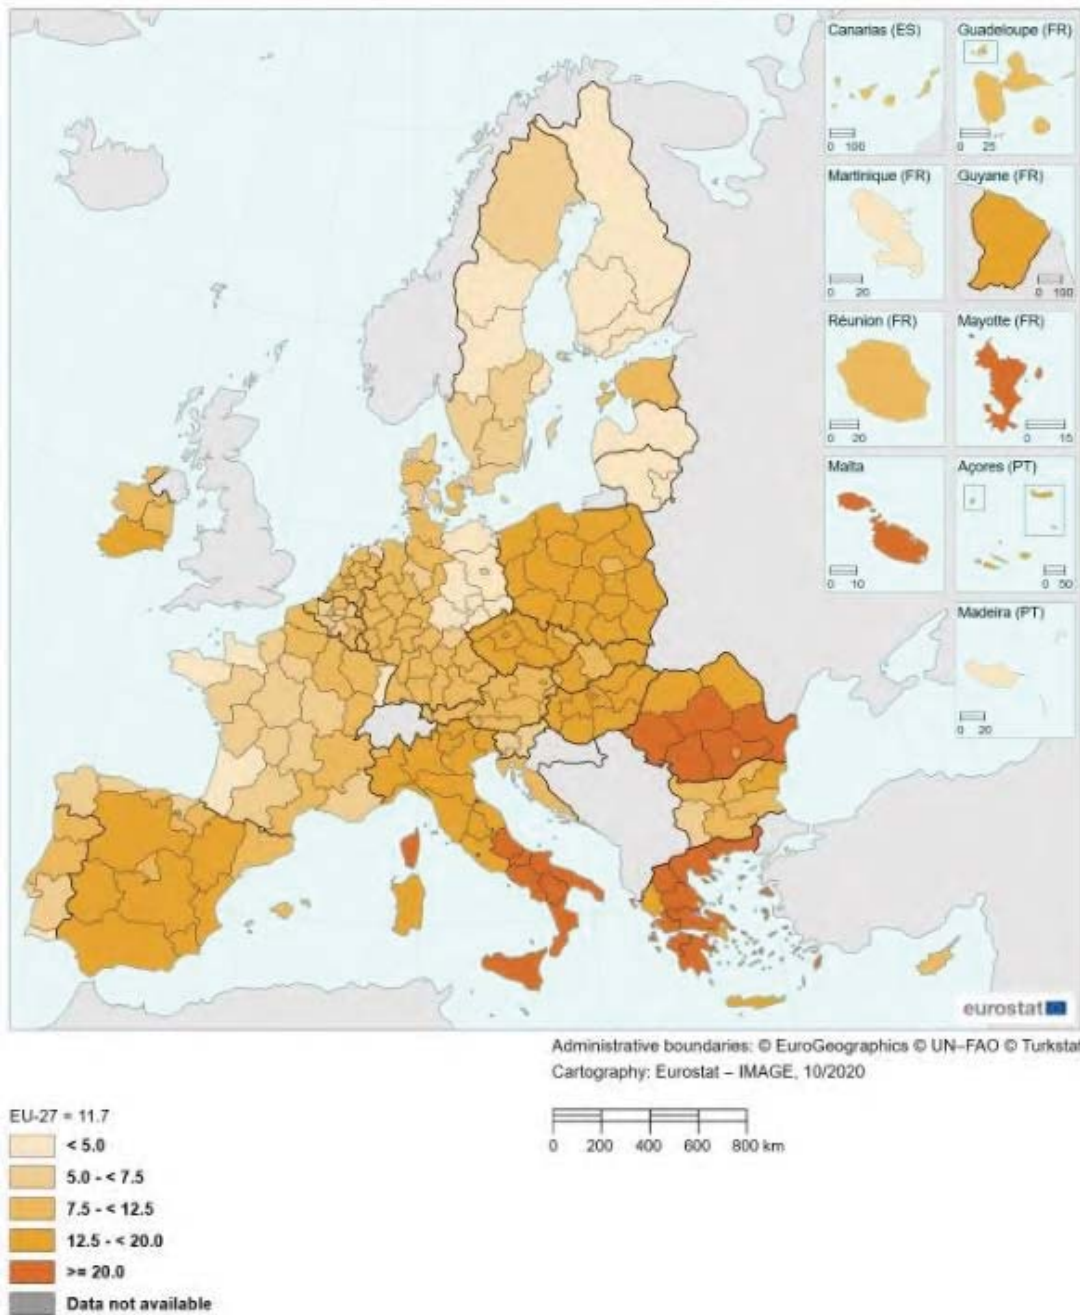 Canarias (ES)
0 100
Guadeloupe (FR)
0 25
Martinique (FR)
0 20
Guyane (FR)
0 100
Réunion (FR)
0 20
Mayotte (FR)
0 15
Malta
0 10
Açores (PT)
0 50
Madeira (PT)
0 20
eurostat
Administrative boundaries: © EuroGeographics © UN–FAO © Turkstat
Cartography: Eurostat – IMAGE, 10/2020
0 200 400 600 800 km
EU-27 = 11.7
< 5.0
5.0 - < 7.5
7.5 - < 12.5
12.5 - < 20.0
>= 20.0
Data not available